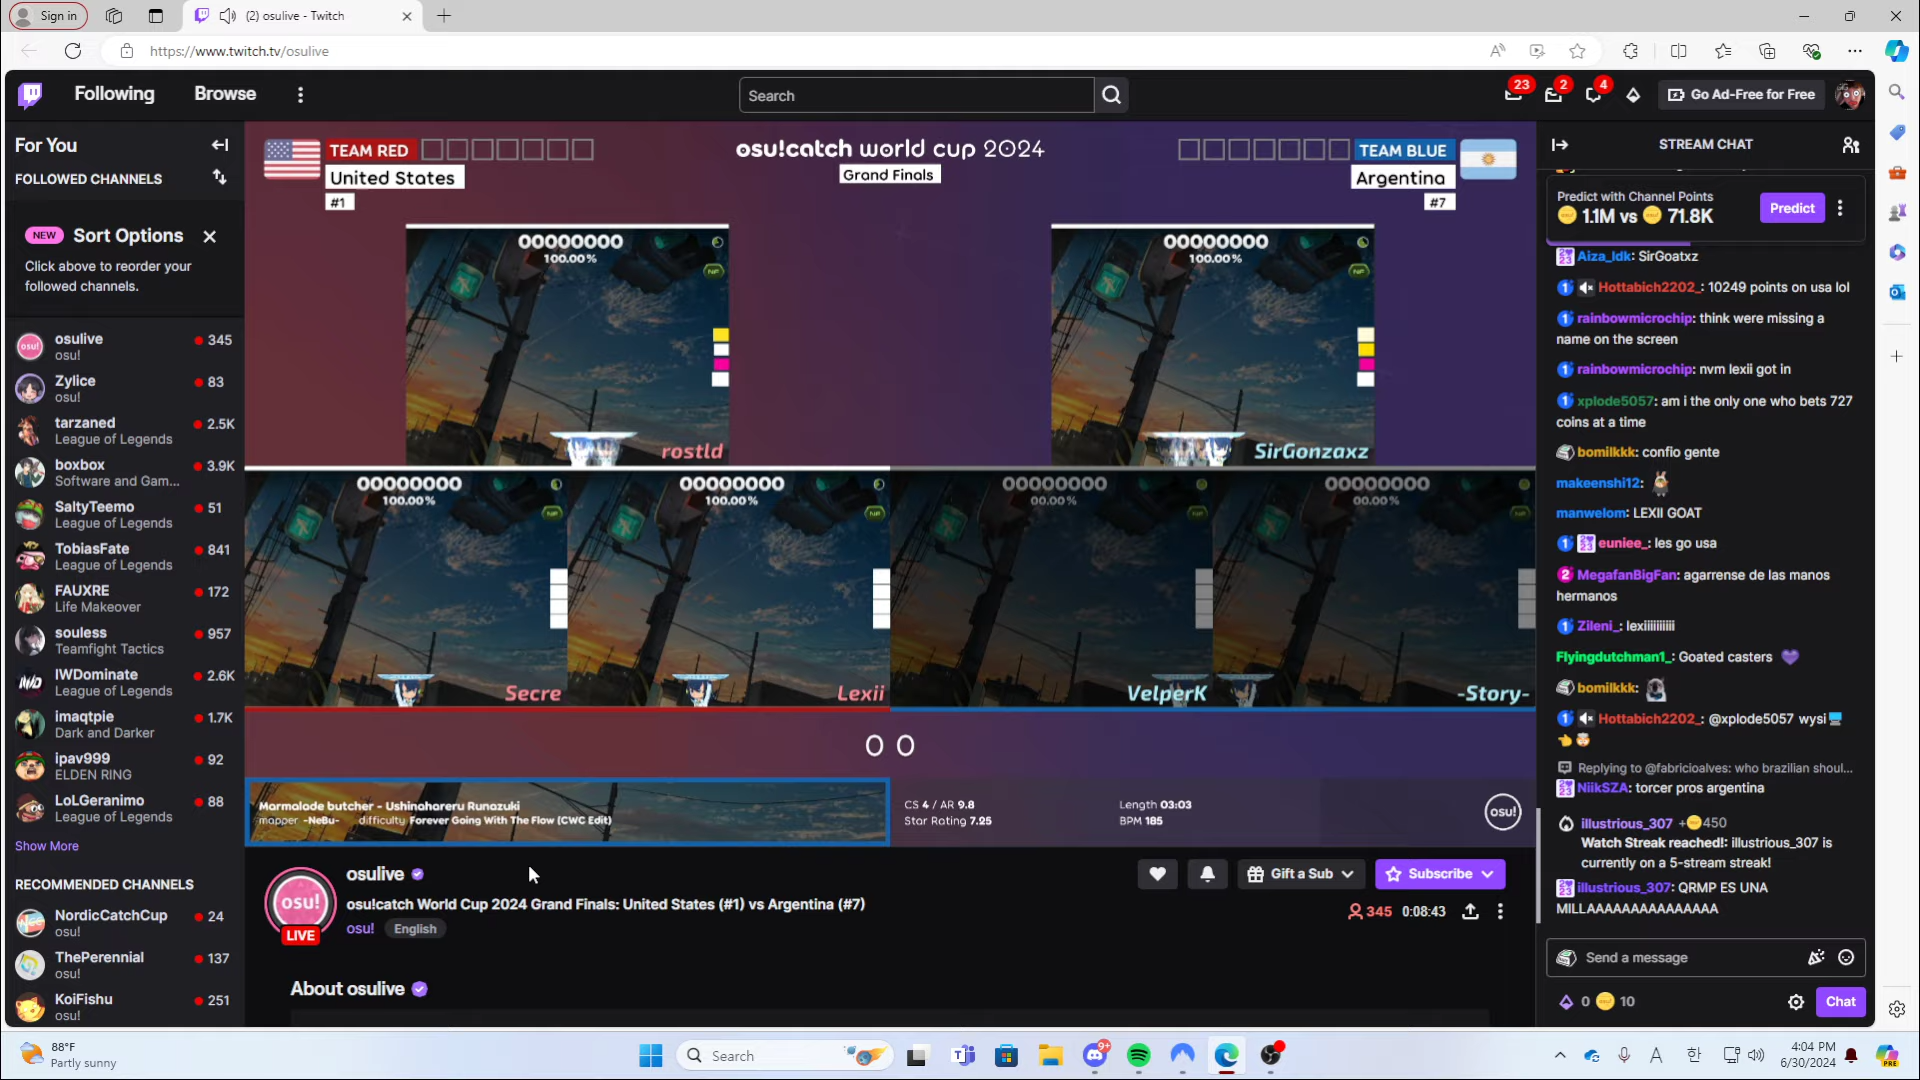 Sign in
(2) osulive - Twitch
https://www.twitch.tv/osulive
Following
Browse
Search
23
2
4
Go Ad-Free for Free
For You
FOLLOWED CHANNELS
NEW
Sort Options
Click above to reorder your
followed channels.
osulive
345
osu!
Zylice
83
osu!
tarzaned
2.5K
League of Legends
boxbox
3.9K
Software and Gam...
SaltyTeemo
51
League of Legends
TobiasFate
841
League of Legends
FAUXRE
172
Life Makeover
souless
957
Teamfight Tactics
IWDominate
2.6K
League of Legends
imaqtpie
1.7K
Dark and Darker
ipav999
92
ELDEN RING
LoLGeranimo
88
League of Legends
Show More
RECOMMENDED CHANNELS
NordicCatchCup
24
osu!
ThePerennial
137
osu!
KoiFishu
251
osu!
TEAM RED
United States
#1
osu!catch world cup 2024
Grand Finals
TEAM BLUE
Argentina
#7
00000000
100.00%
NF
rostld
00000000
100.00%
NF
SirGonzaxz
00000000
100.00%
NF
Secre
00000000
100.00%
NF
Lexii
00000000
00.00%
NF
VelperK
00000000
00.00%
NF
-Story-
0 0
Marmalade butcher - Ushinahareru Runazuki
mapper -NeBu- difficulty Forever Going With The Flow (CWC Edit)
CS 4 / AR 9.8
Star Rating 7.25
Length 03:03
BPM 185
osu!
osu!
LIVE
osulive
osu!catch World Cup 2024 Grand Finals: United States (#1) vs Argentina (#7)
osu!
English
Gift a Sub
Subscribe
345
0:08:43
About osulive
STREAM CHAT
Predict with Channel Points
1.1M vs 71.8K
Predict
Aiza_Idk: SirGoatxz
Hottabich2202_: 10249 points on usa lol
rainbowmicrochip: think were missing a
name on the screen
rainbowmicrochip: nvm lexii got in
xplode5057: am i the only one who bets 727
coins at a time
bomilkkk: confio gente
makeenshi12:
manwelom: LEXII GOAT
euniee_: les go usa
MegafanBigFan: agarrense de las manos
hermanos
Zileni_: lexiiiiiiiiii
Flyingdutchman1_: Goated casters
bomilkkk:
Hottabich2202_: @xplode5057 wysi
Replying to @fabricioalves: who brazilian shoul...
NiikSZA: torcer pros argentina
illustrious_307 +450
Watch Streak reached!: illustrious_307 is
currently on a 5-stream streak!
illustrious_307: QRMP ES UNA
MILLAAAAAAAAAAAAAAA
Send a message
0
10
Chat
88°F
Partly sunny
Search
9+
A
한
4:04 PM
6/30/2024
PRE